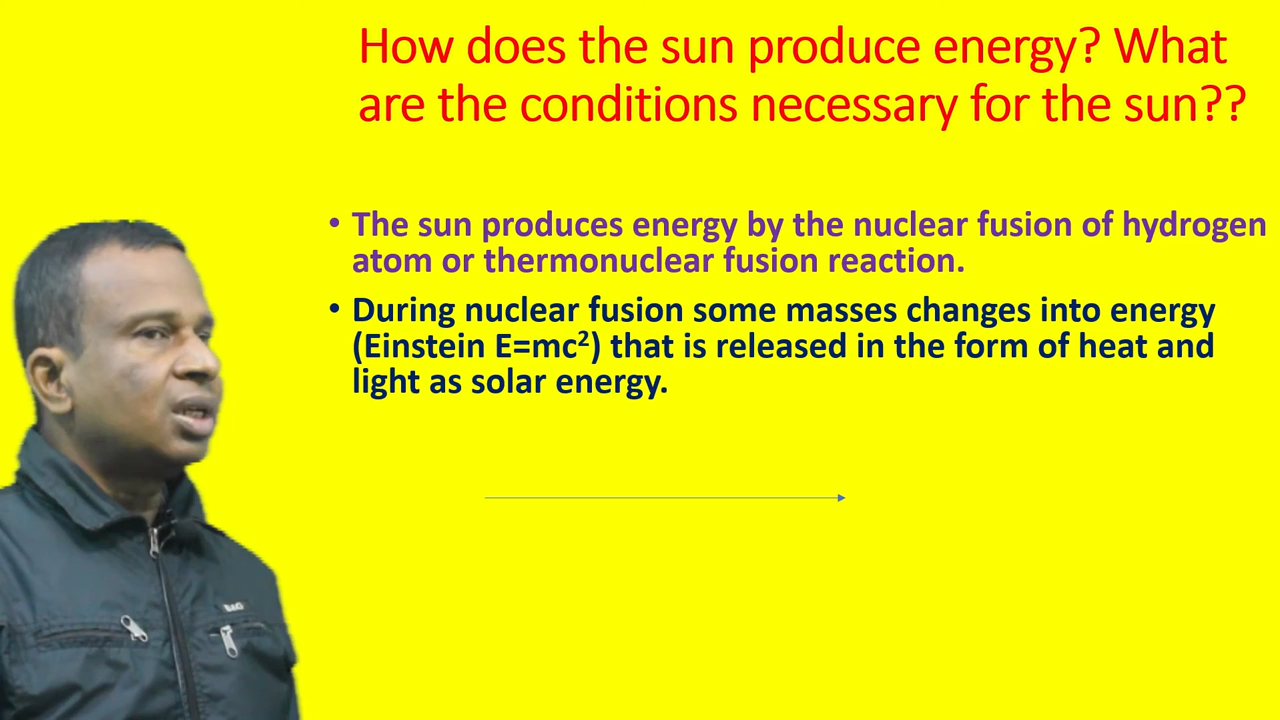 How does the sun produce energy? What
are the conditions necessary for the sun??
• The sun produces energy by the nuclear fusion of hydrogen
atom or thermonuclear fusion reaction.
• During nuclear fusion some masses changes into energy
(Einstein E=mc²) that is released in the form of heat and
light as solar energy.